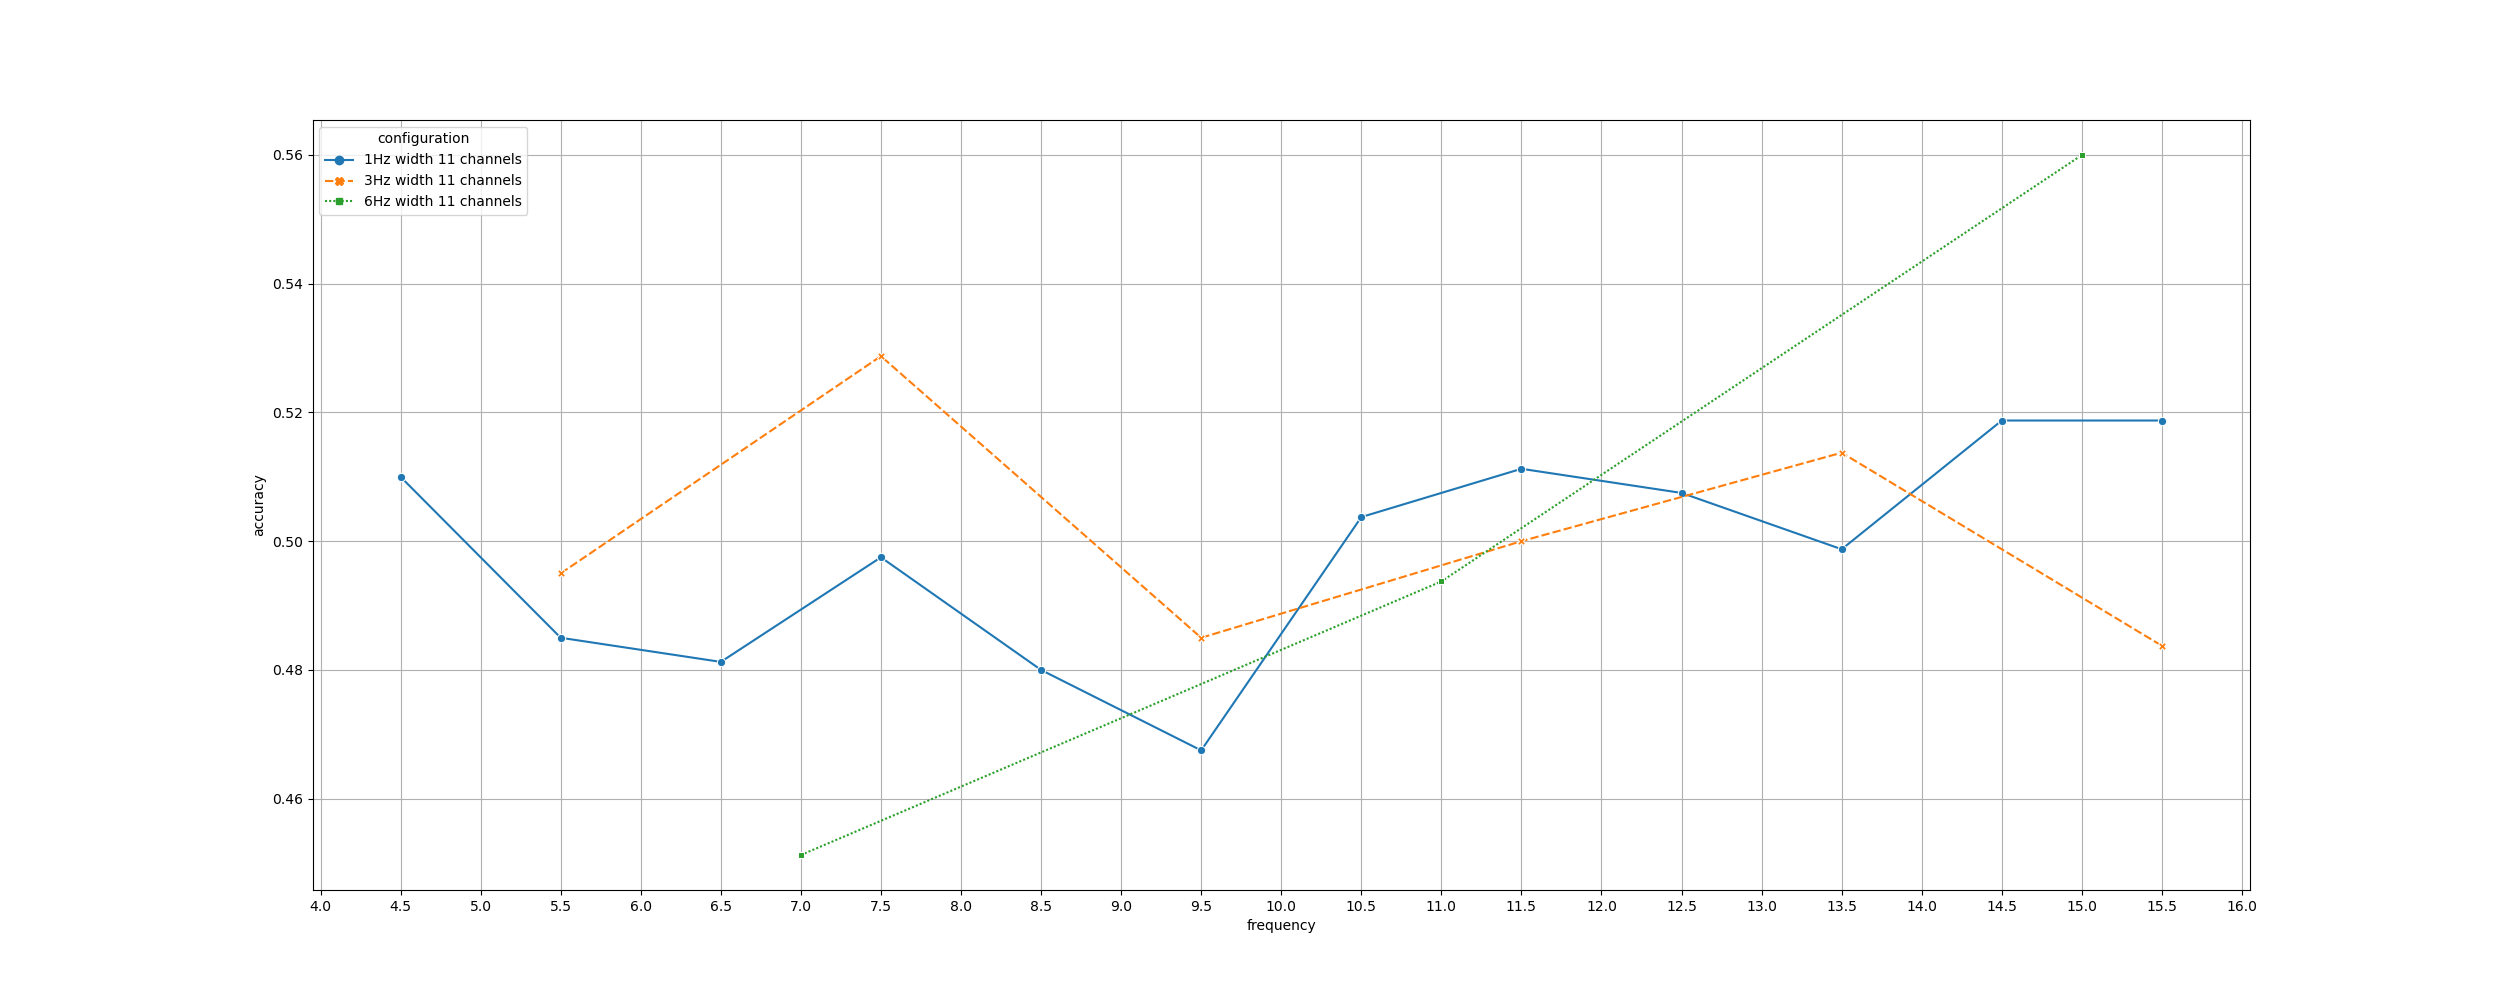 configuration
1Hz width 11 channels
3Hz width 11 channels
6Hz width 11 channels
0.56
0.54
0.52
0.50
0.48
0.46
accuracy
4.0 4.5 5.0 5.5 6.0 6.5 7.0 7.5 8.0 8.5 9.0 9.5 10.0 10.5 11.0 11.5 12.0 12.5 13.0 13.5 14.0 14.5 15.0 15.5 16.0
frequency